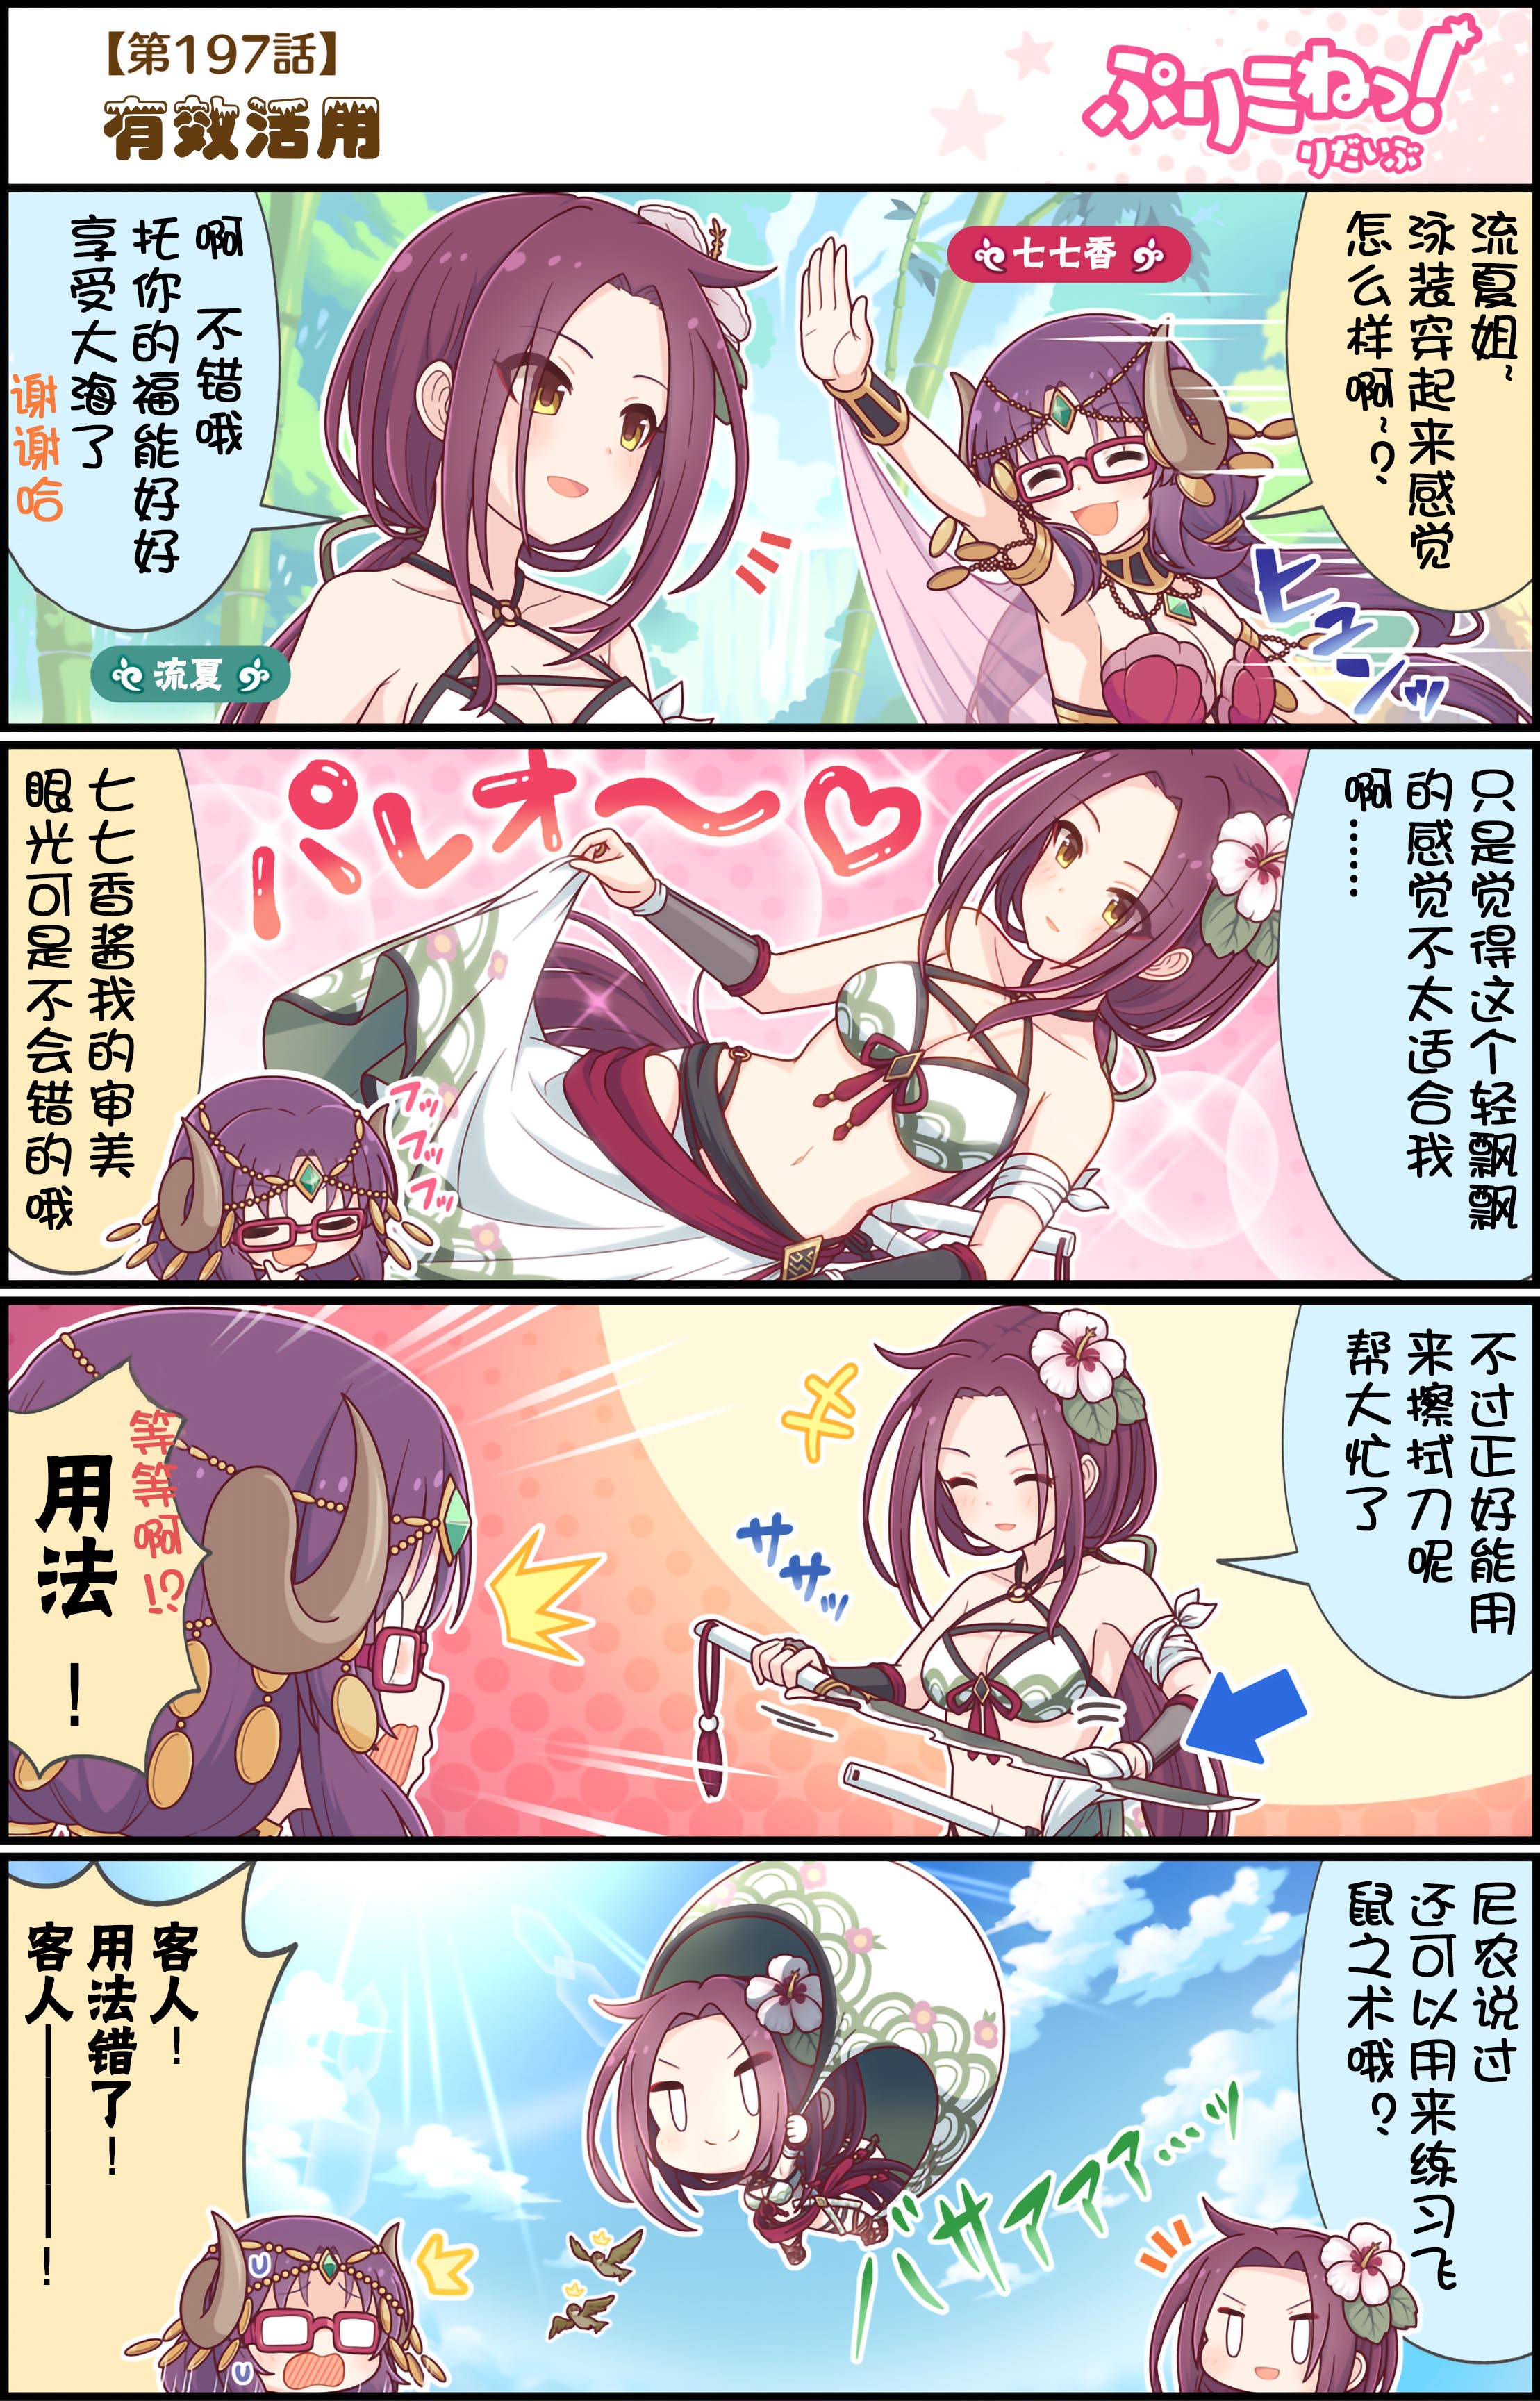 【第197話】
有效活用
ぷりこねっ!
りだいぶ
流夏姐~
泳装穿起来感觉
怎么样啊~?
七七香
ヒュンッ
啊 不错哦
托你的福能好好
享受大海了
谢谢哈
流夏
只是觉得这个轻飄飄
的感觉不太适合我
啊……
パレオ～♡
フッ
フッ
フッ
七七香酱我的审美
眼光可是不会错的哦
不过正好能用
来擦拭刀呢
帮大忙了
ササッ
等等啊!?
用法！
尼农说过
还可以用来练习飞
鼠之术哦?
バサァァァ…ッ
客人！
用法错了！
客人————！